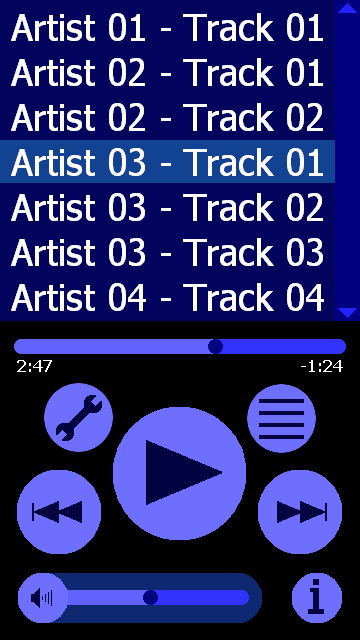 Artist 01 - Track 01
Artist 02 - Track 01
Artist 02 - Track 02
Artist 03 - Track 01
Artist 03 - Track 02
Artist 03 - Track 03
Artist 04 - Track 04
2:47 -1:24
i